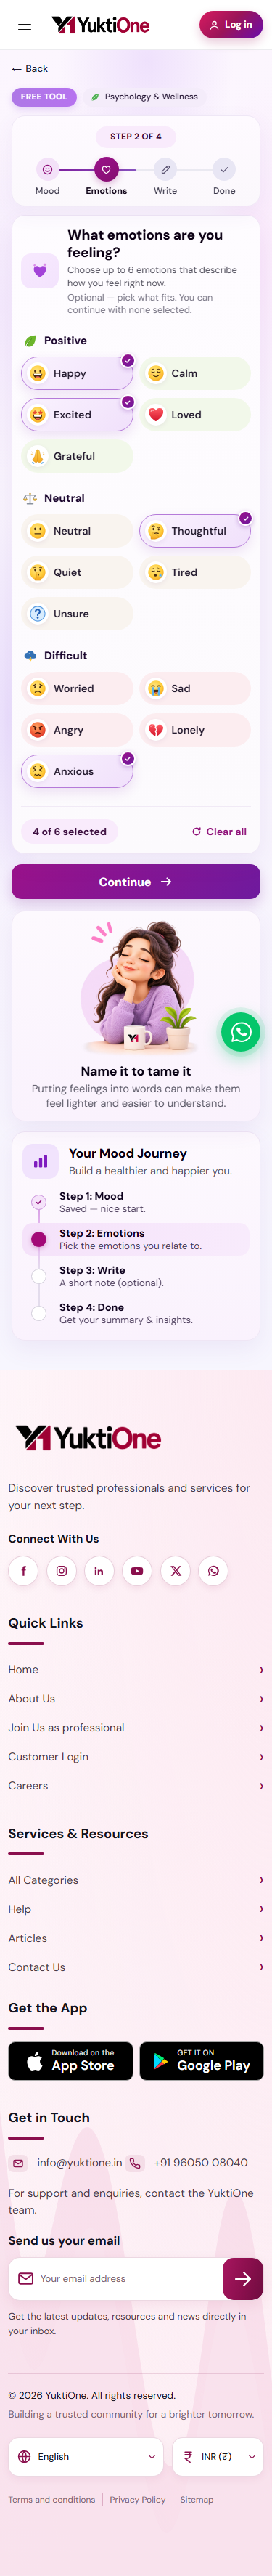 YuktiOne
Log in
← Back
FREE TOOL
Psychology & Wellness
STEP 2 OF 4
Mood
Emotions
Write
Done
What emotions are you
feeling?
Choose up to 6 emotions that describe
how you feel right now.
Optional — pick what fits. You can
continue with none selected.
Positive
Happy
Calm
Excited
Loved
Grateful
Neutral
Neutral
Thoughtful
Quiet
Tired
Unsure
Difficult
Worried
Sad
Angry
Lonely
Anxious
4 of 6 selected
Clear all
Continue →
Name it to tame it
Putting feelings into words can make them
feel lighter and easier to understand.
Your Mood Journey
Build a healthier and happier you.
Step 1: Mood
Saved — nice start.
Step 2: Emotions
Pick the emotions you relate to.
Step 3: Write
A short note (optional).
Step 4: Done
Get your summary & insights.
YuktiOne
Discover trusted professionals and services for
your next step.
Connect With Us
Quick Links
Home
About Us
Join Us as professional
Customer Login
Careers
Services & Resources
All Categories
Help
Articles
Contact Us
Get the App
Download on the
App Store
GET IT ON
Google Play
Get in Touch
info@yuktione.in
+91 96050 08040
For support and enquiries, contact the YuktiOne
team.
Send us your email
Your email address
Get the latest updates, resources and news directly in
your inbox.
© 2026 YuktiOne. All rights reserved.
Building a trusted community for a brighter tomorrow.
English
₹ INR (₹)
Terms and conditions
Privacy Policy
Sitemap